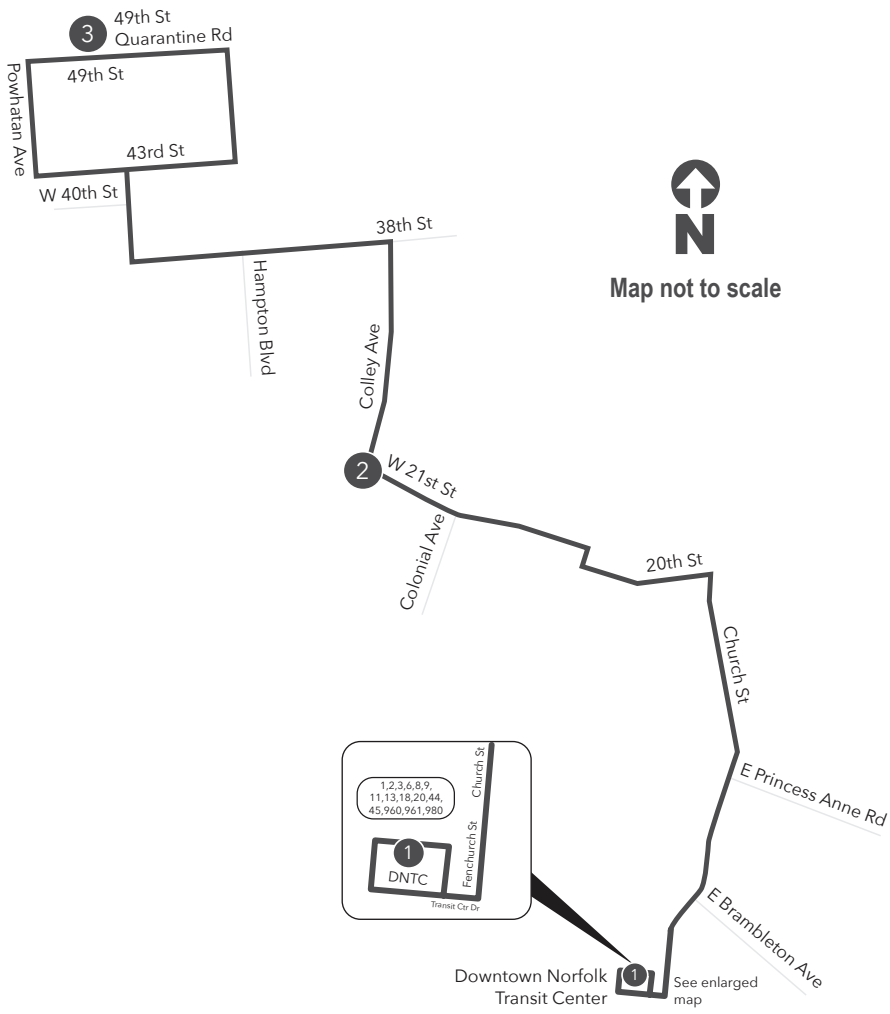 3
49th St
Quarantine Rd
49th St
Powhatan Ave
43rd St
W 40th St
38th St
Hampton Blvd
N
Map not to scale
Colley Ave
2
W 21st St
Colonial Ave
20th St
Church St
E Princess Anne Rd
1,2,3,6,8,9,
11,13,18,20,44,
45,960,961,980
Church St
Fenchurch St
1
DNTC
Transit Ctr Dr
E Brambleton Ave
Downtown Norfolk
Transit Center
1
See enlarged
map